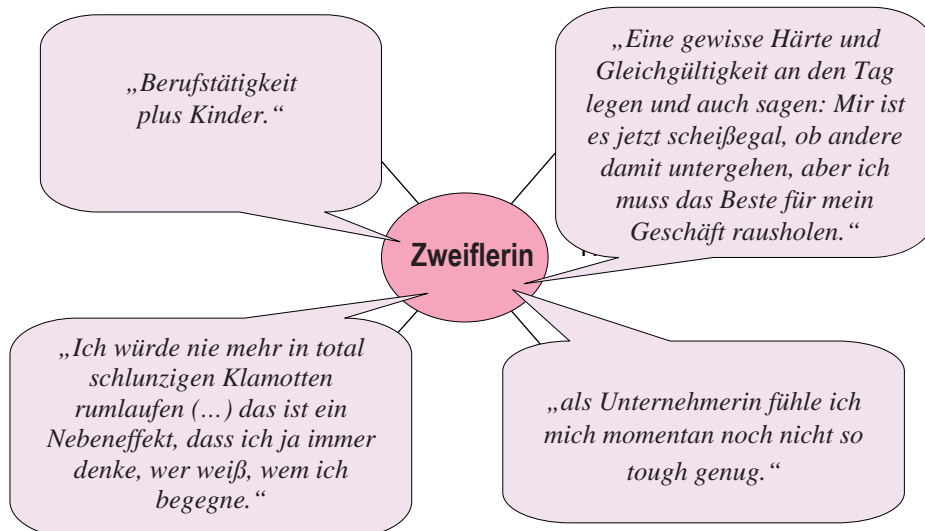 „Berufstätigkeit
plus Kinder.“
„Eine gewisse Härte und
Gleichgültigkeit an den Tag
legen und auch sagen: Mir ist
es jetzt scheißegal, ob andere
damit untergehen, aber ich
muss das Beste für mein
Geschäft rausholen.“
Zweiflerin
„Ich würde nie mehr in total
schlunzigen Klamotten
rumlaufen (…) das ist ein
Nebeneffekt, dass ich ja immer
denke, wer weiß, wem ich
begegne.“
„als Unternehmerin fühle ich
mich momentan noch nicht so
tough genug.“